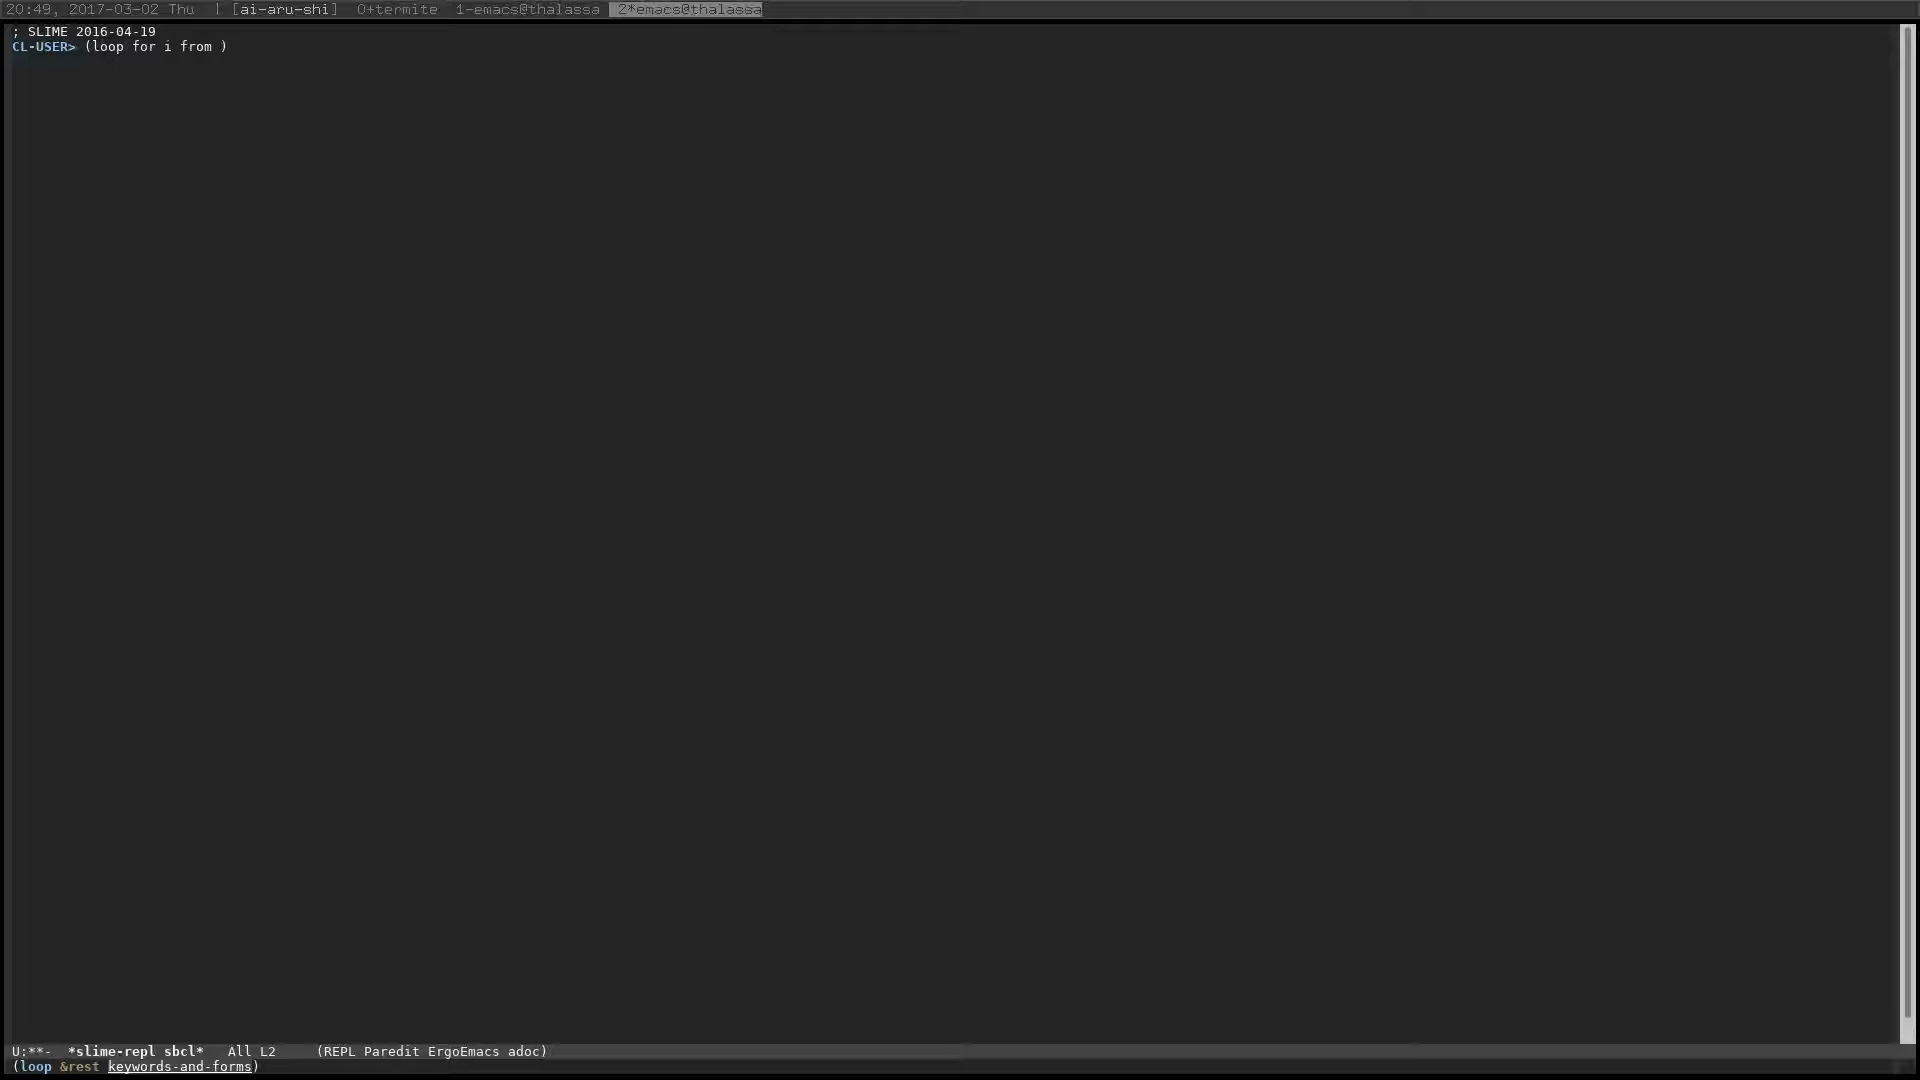 20:49, 2017-03-02 Thu | [ai-aru-shi] 0+termite 1-emacs@thalassa 2*emacs@thalassa
; SLIME 2016-04-19
CL-USER> (loop for i from )
U:**- *slime-repl sbcl* All L2 (REPL Paredit ErgoEmacs adoc)
(loop &rest keywords-and-forms)